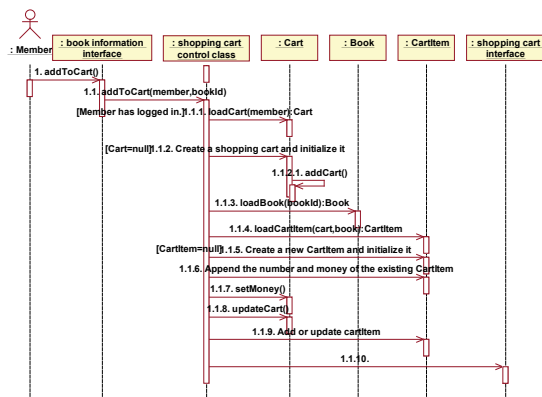 : Member
: book information
interface
: shopping cart
control class
: Cart
: Book
: CartItem
: shopping cart
interface
1. addToCart()
1.1. addToCart(member,bookId)
[Member has logged in.]1.1.1. loadCart(member):Cart
[Cart=null]1.1.2. Create a shopping cart and initialize it
1.1.2.1. addCart()
1.1.3. loadBook(bookId):Book
1.1.4. loadCartItem(cart,book):CartItem
[CartItem=null]1.1.5. Create a new CartItem and initialize it
1.1.6. Append the number and money of the existing CartItem
1.1.7. setMoney()
1.1.8. updateCart()
1.1.9. Add or update cartItem
1.1.10.